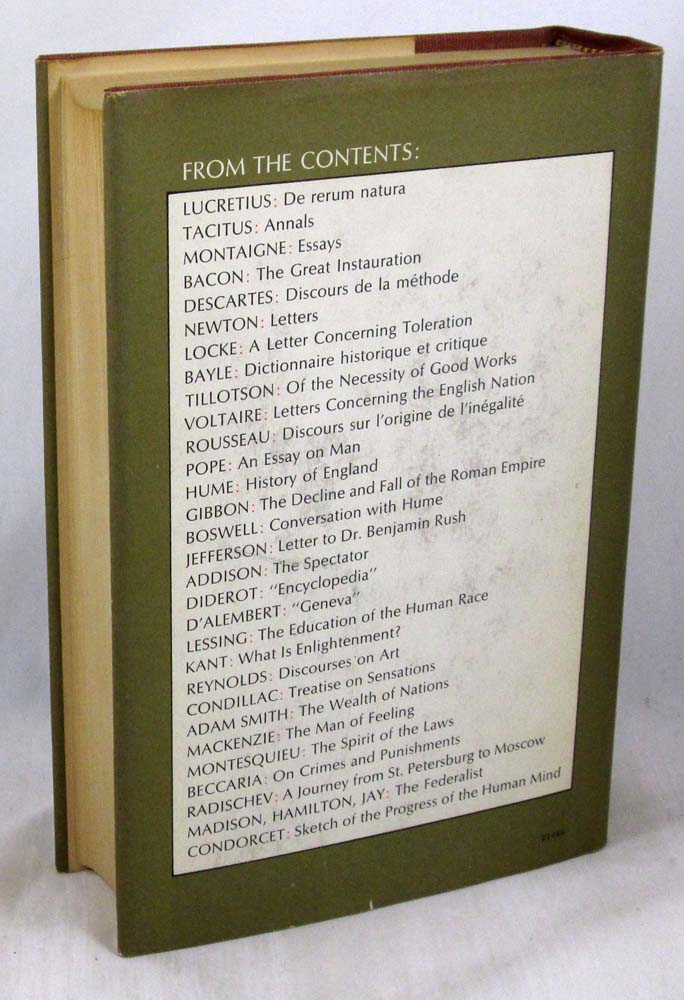 FROM THE CONTENTS:
LUCRETIUS: De rerum natura
TACITUS: Annals
MONTAIGNE: Essays
BACON: The Great Instauration
DESCARTES: Discours de la méthode
NEWTON: Letters
LOCKE: A Letter Concerning Toleration
BAYLE: Dictionnaire historique et critique
TILLOTSON: Of the Necessity of Good Works
VOLTAIRE: Letters Concerning the English Nation
ROUSSEAU: Discours sur l'origine de l'inégalité
POPE: An Essay on Man
HUME: History of England
GIBBON: The Decline and Fall of the Roman Empire
BOSWELL: Conversation with Hume
JEFFERSON: Letter to Dr. Benjamin Rush
ADDISON: The Spectator
DIDEROT: "Encyclopedia"
D'ALEMBERT: "Geneva"
LESSING: The Education of the Human Race
KANT: What Is Enlightenment?
REYNOLDS: Discourses on Art
CONDILLAC: Treatise on Sensations
ADAM SMITH: The Wealth of Nations
MACKENZIE: The Man of Feeling
MONTESQUIEU: The Spirit of the Laws
BECCARIA: On Crimes and Punishments
RADISCHEV: A Journey from St. Petersburg to Moscow
MADISON, HAMILTON, JAY: The Federalist
CONDORCET: Sketch of the Progress of the Human Mind